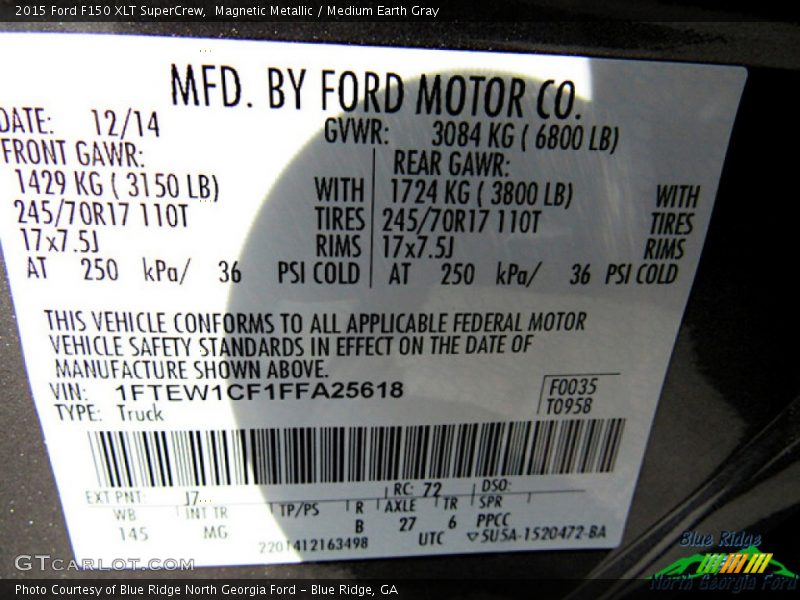 2015 Ford F150 XLT SuperCrew,  Magnetic Metallic / Medium Earth Gray
MFD. BY FORD MOTOR CO.
DATE: 12/14 GVWR: 3084 KG ( 6800 LB)
FRONT GAWR: REAR GAWR:
1429 KG ( 3150 LB) WITH 1724 KG ( 3800 LB) WITH
245/70R17 110T TIRES 245/70R17 110T TIRES
17x7.5J RIMS 17x7.5J RIMS
AT 250 kPa/ 36 PSI COLD AT 250 kPa/ 36 PSI COLD
THIS VEHICLE CONFORMS TO ALL APPLICABLE FEDERAL MOTOR
VEHICLE SAFETY STANDARDS IN EFFECT ON THE DATE OF
MANUFACTURE SHOWN ABOVE.
VIN: 1FTEW1CF1FFA25618 F0035
TYPE: Truck T0958
EXT PNT: J7 RC: 72 DSO:
WB INT TR TP/PS R AXLE TR SPR
145 MG B 27 6 PPCC
2201412163498 UTC ▽5U5A-1520472-BA
Blue Ridge
North Georgia Ford
GTCarLot.com
Photo Courtesy of Blue Ridge North Georgia Ford – Blue Ridge, GA